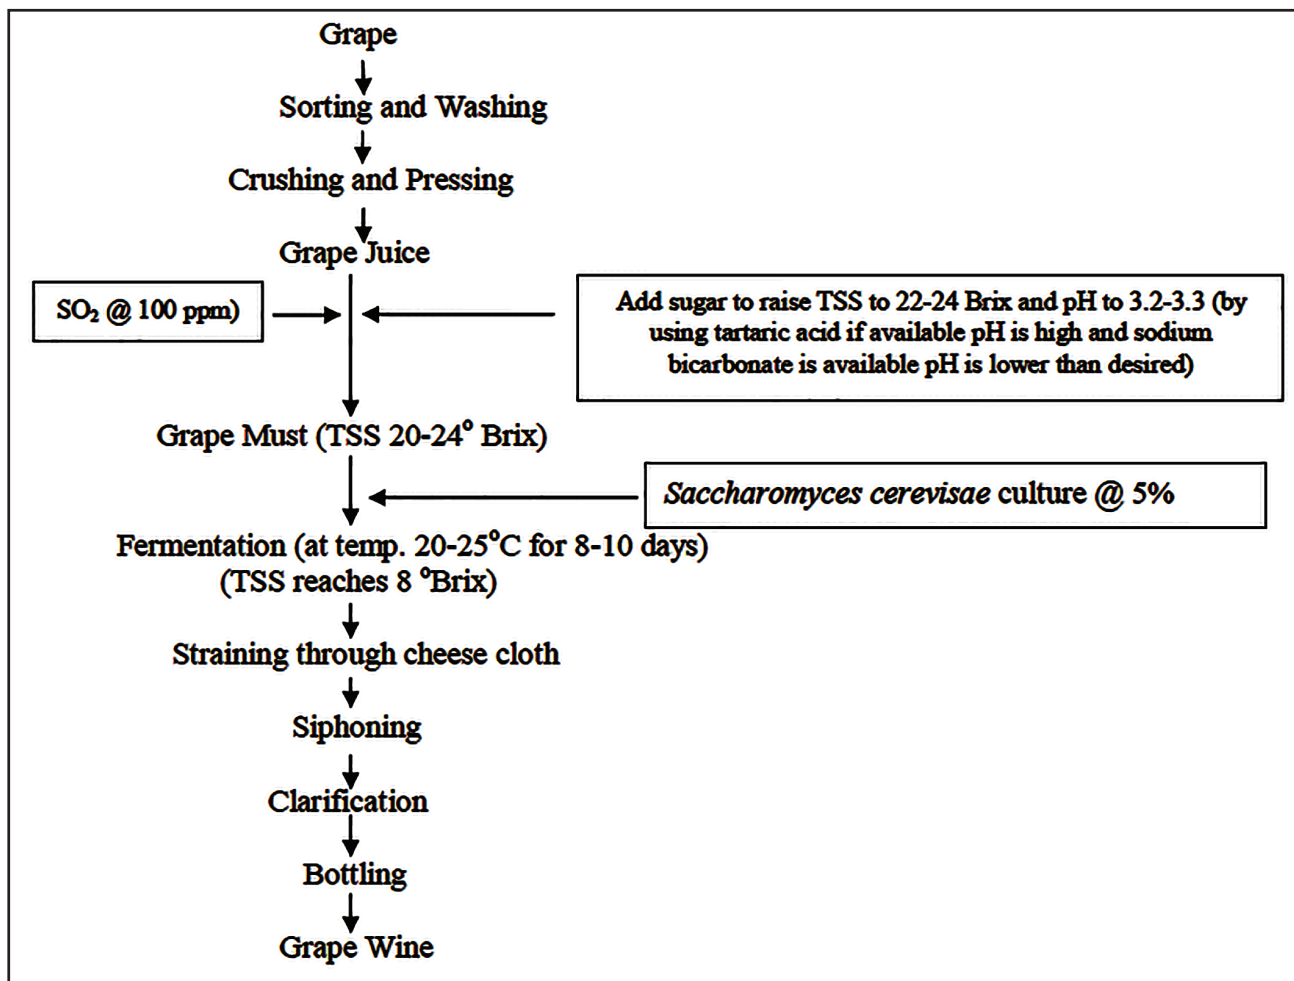 Grape
Sorting and Washing
Crushing and Pressing
Grape Juice
SO₂ @ 100 ppm)
Add sugar to raise TSS to 22-24 Brix and pH to 3.2-3.3 (by
using tartaric acid if available pH is high and sodium
bicarbonate is available pH is lower than desired)
Grape Must (TSS 20-24° Brix)
Saccharomyces cerevisae culture @ 5%
Fermentation (at temp. 20-25°C for 8-10 days)
(TSS reaches 8 °Brix)
Straining through cheese cloth
Siphoning
Clarification
Bottling
Grape Wine